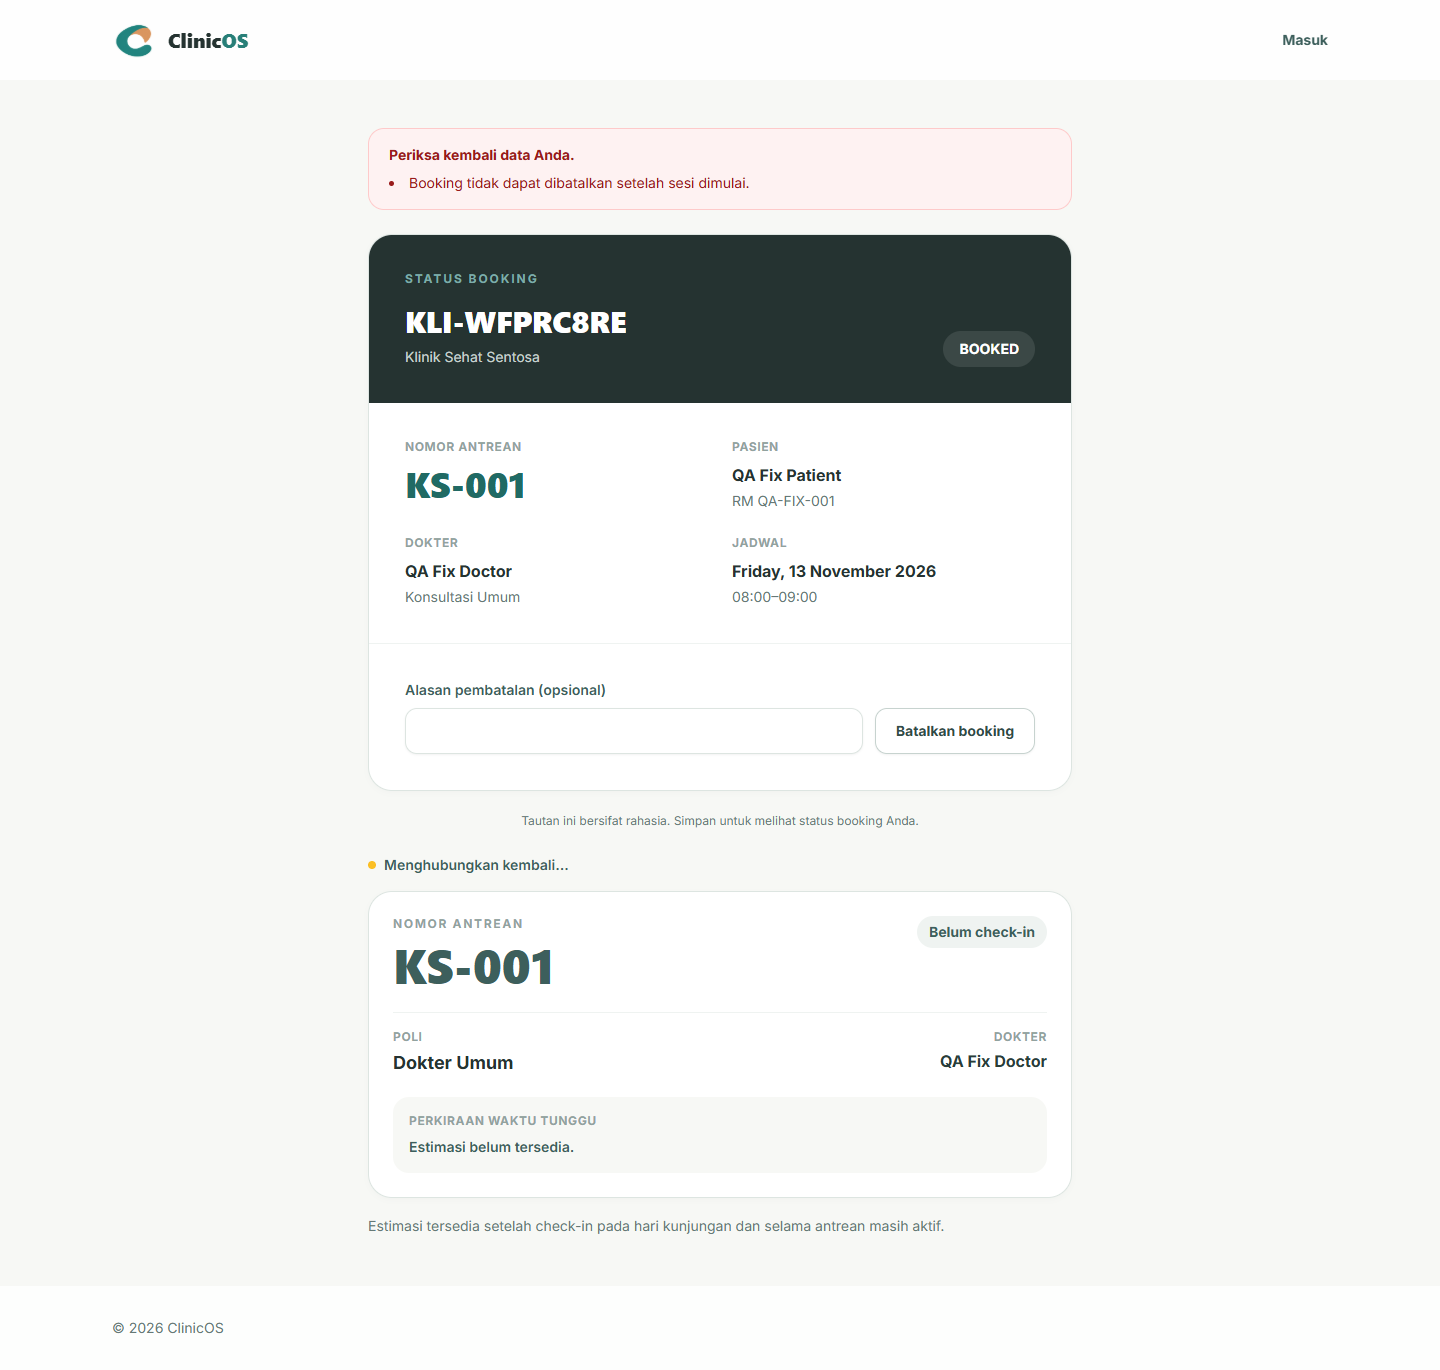 ClinicOS
Masuk
Periksa kembali data Anda.
• Booking tidak dapat dibatalkan setelah sesi dimulai.
STATUS BOOKING
KLI-WFPRC8RE
Klinik Sehat Sentosa
BOOKED
NOMOR ANTREAN
KS-001
PASIEN
QA Fix Patient
RM QA-FIX-001
DOKTER
QA Fix Doctor
Konsultasi Umum
JADWAL
Friday, 13 November 2026
08:00–09:00
Alasan pembatalan (opsional)
Batalkan booking
Tautan ini bersifat rahasia. Simpan untuk melihat status booking Anda.
Menghubungkan kembali…
NOMOR ANTREAN
KS-001
Belum check-in
POLI
Dokter Umum
DOKTER
QA Fix Doctor
PERKIRAAN WAKTU TUNGGU
Estimasi belum tersedia.
Estimasi tersedia setelah check-in pada hari kunjungan dan selama antrean masih aktif.
© 2026 ClinicOS